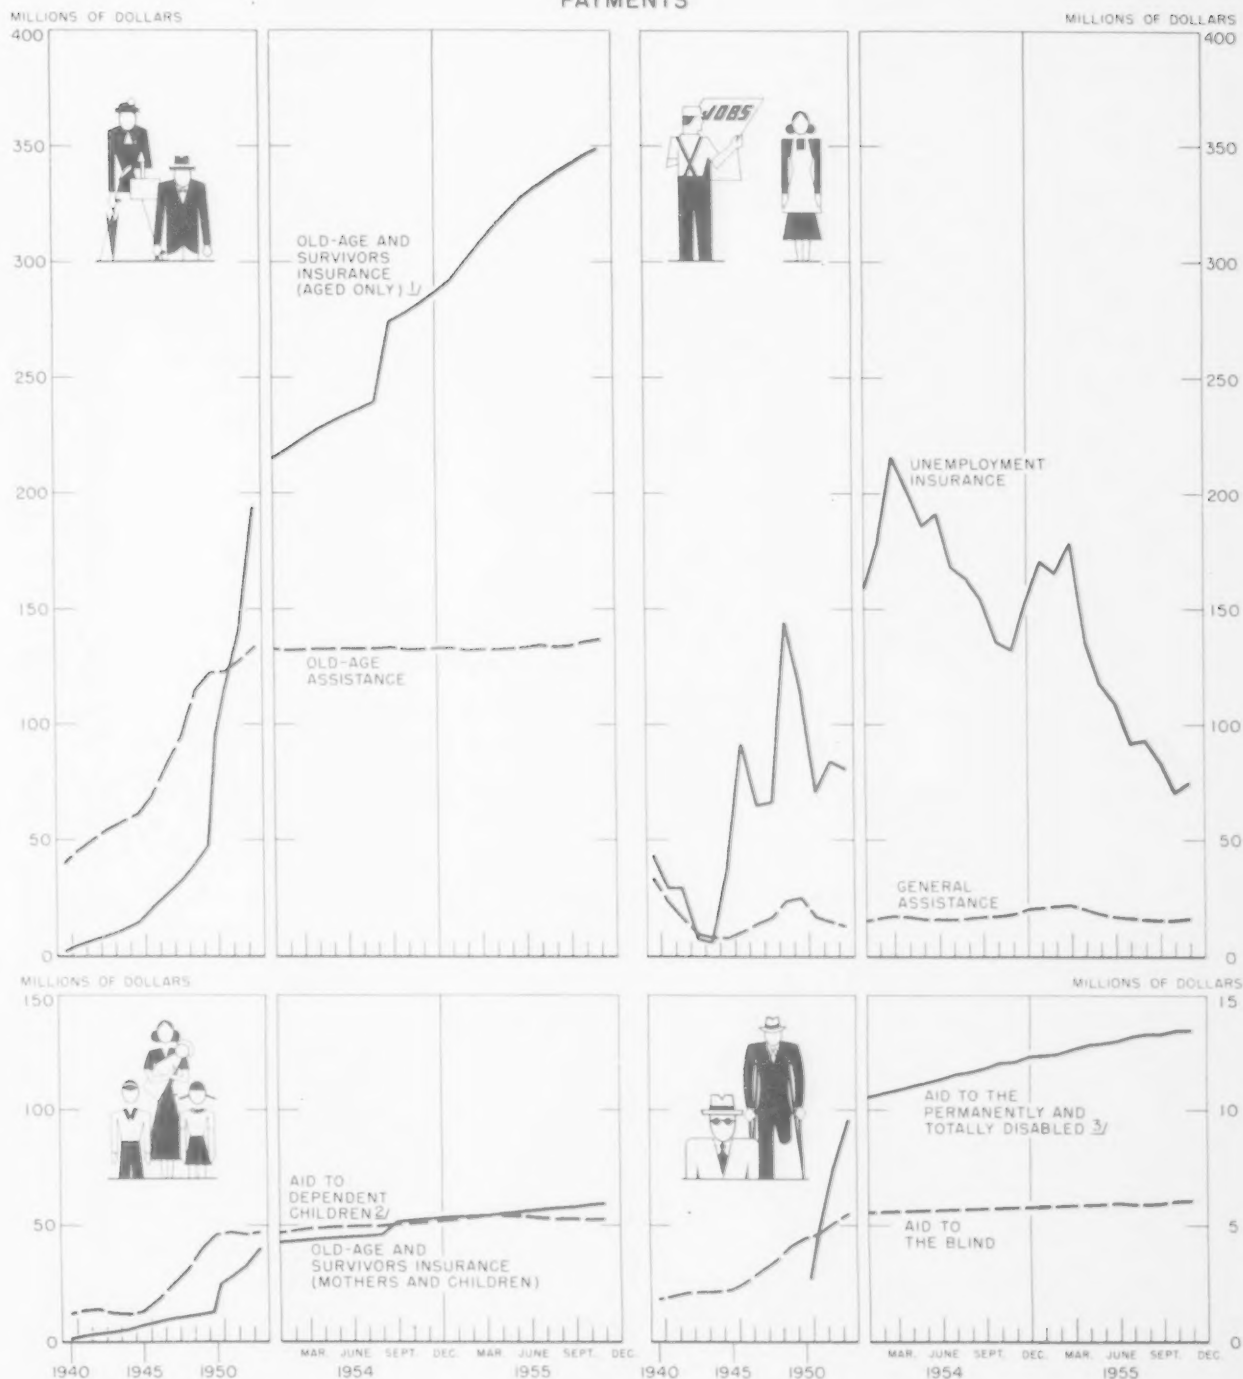 PAYMENTS
MILLIONS OF DOLLARS
MILLIONS OF DOLLARS
400
350
300
250
200
150
100
50
0
OLD-AGE AND
SURVIVORS
INSURANCE
(AGED ONLY) 1/
OLD-AGE
ASSISTANCE
JOBS
UNEMPLOYMENT
INSURANCE
GENERAL
ASSISTANCE
400
350
300
250
200
150
100
50
0
MILLIONS OF DOLLARS
MILLIONS OF DOLLARS
150
100
50
0
AID TO
DEPENDENT
CHILDREN 2/
OLD-AGE AND
SURVIVORS INSURANCE
(MOTHERS AND CHILDREN)
AID TO THE
PERMANENTLY AND
TOTALLY DISABLED 3/
AID TO
THE BLIND
15
10
5
0
MAR. JUNE SEPT. DEC. MAR. JUNE SEPT. DEC.
1940 1945 1950 1954 1955
MAR. JUNE SEPT. DEC. MAR. JUNE SEPT. DEC.
1940 1945 1950 1954 1955